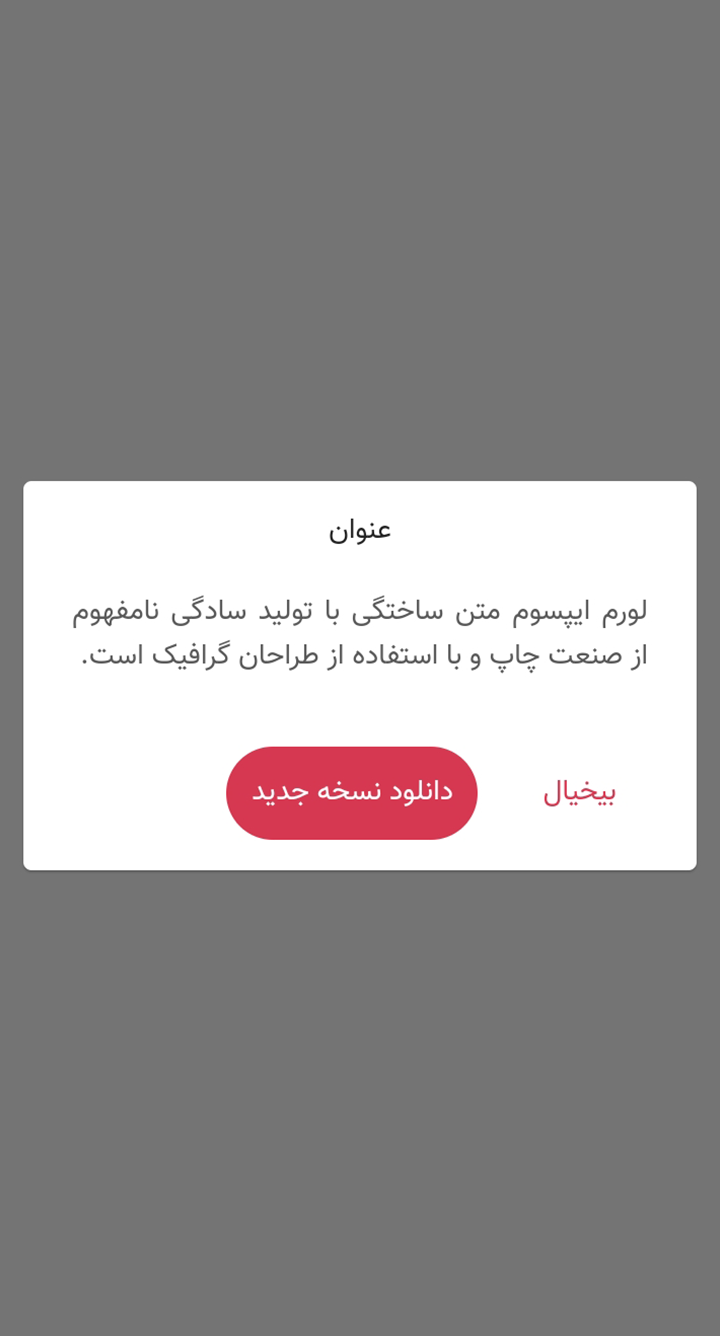 عنوان
لورم ایپسوم متن ساختگی با تولید سادگی نامفهوم
از صنعت چاپ و با استفاده از طراحان گرافیک است.
بیخیال
دانلود نسخه جدید